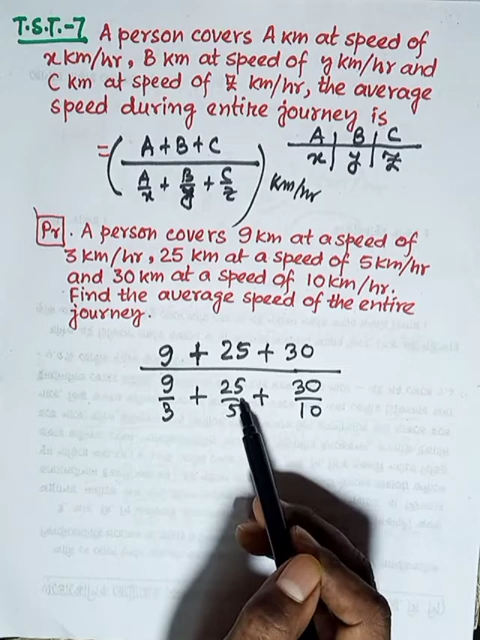 T.S.T.-7 A person covers A km at speed of
x km/hr, B km at speed of y km/hr and
C km at speed of z km/hr, the average
speed during entire journey is
= ( A+B+C / A/x + B/y + C/z ) km/hr
A | B | C
x | y | z
Pr. A person covers 9 km at a speed of
3 km/hr, 25 km at a speed of 5 km/hr
and 30 km at a speed of 10 km/hr.
Find the average speed of the entire
journey.
9 + 25 + 30
9/3 + 25/5 + 30/10